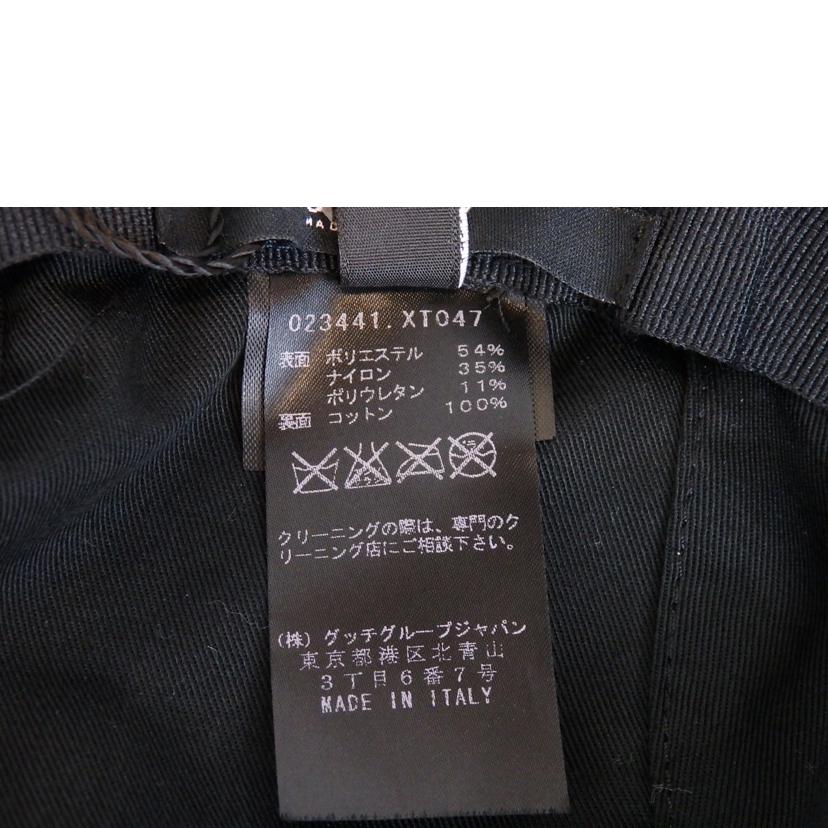 MAD
023441.XT047
表面 ポリエステル 54%
ナイロン 35%
ポリウレタン 11%
裏面 コットン 100%
クリーニングの際は、専門のク
リーニング店にご相談下さい。
(株) グッチグループジャパン
東京都港区北青山
3丁目6番7号
MADE IN ITALY